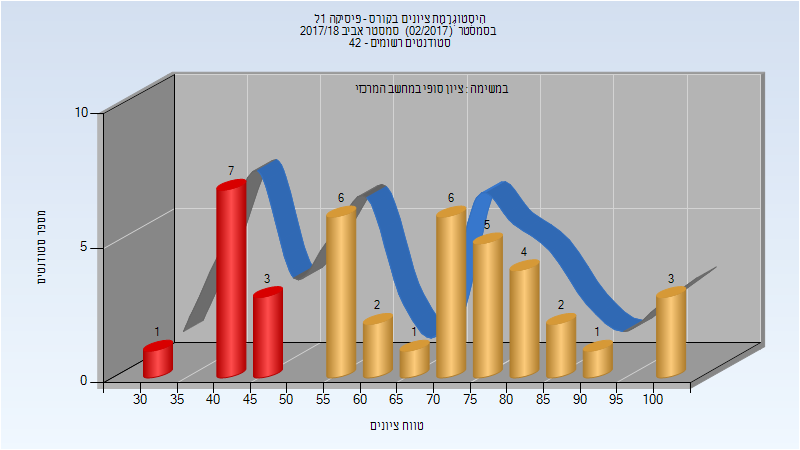 היסטוגרמת ציונים בקורס - פיסיקה 1ל
בסמסטר (02/2017) סמסטר אביב 2017/18
סטודנטים רשומים - 42
במשימה : ציון סופי במחשב המרכזי
מספר סטודנטים
10
5
0
1
7
3
6
2
1
6
5
4
2
1
3
30 35 40 45 50 55 60 65 70 75 80 85 90 95 100
טווח ציונים